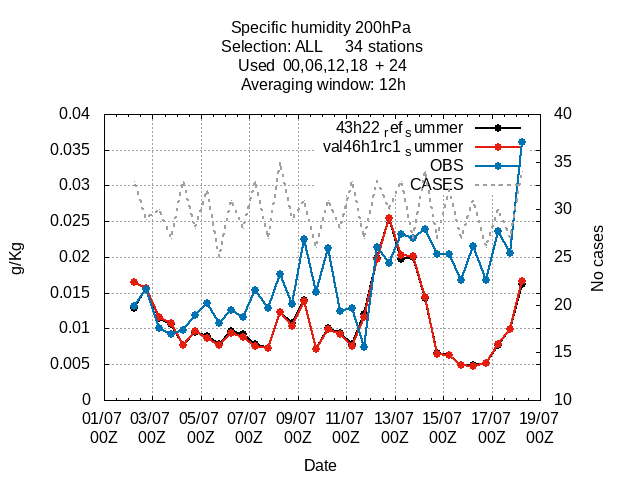 Specific humidity 200hPa
Selection: ALL 34 stations
Used 00,06,12,18 + 24
Averaging window: 12h
0.04
0.035
0.03
0.025
0.02
0.015
0.01
0.005
0
g/Kg
43h22 ref summer
val46h1rc1 summer
OBS
CASES
40
35
30
25
20
15
10
No cases
01/07 03/07 05/07 07/07 09/07 11/07 13/07 15/07 17/07 19/07
00Z 00Z 00Z 00Z 00Z 00Z 00Z 00Z 00Z 00Z
Date